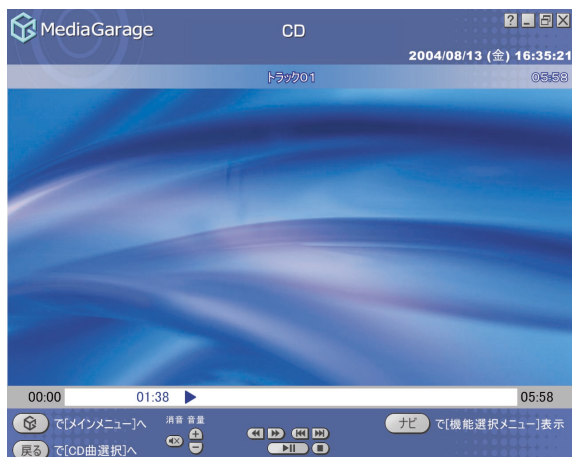 MediaGarage
CD
2004/08/13 (金) 16:35:21
トラック01
05:58
00:00
01:38
05:58
で[メインメニュー]へ
消音 音量
ナビ で[機能選択メニュー]表示
戻る で[CD曲選択]へ